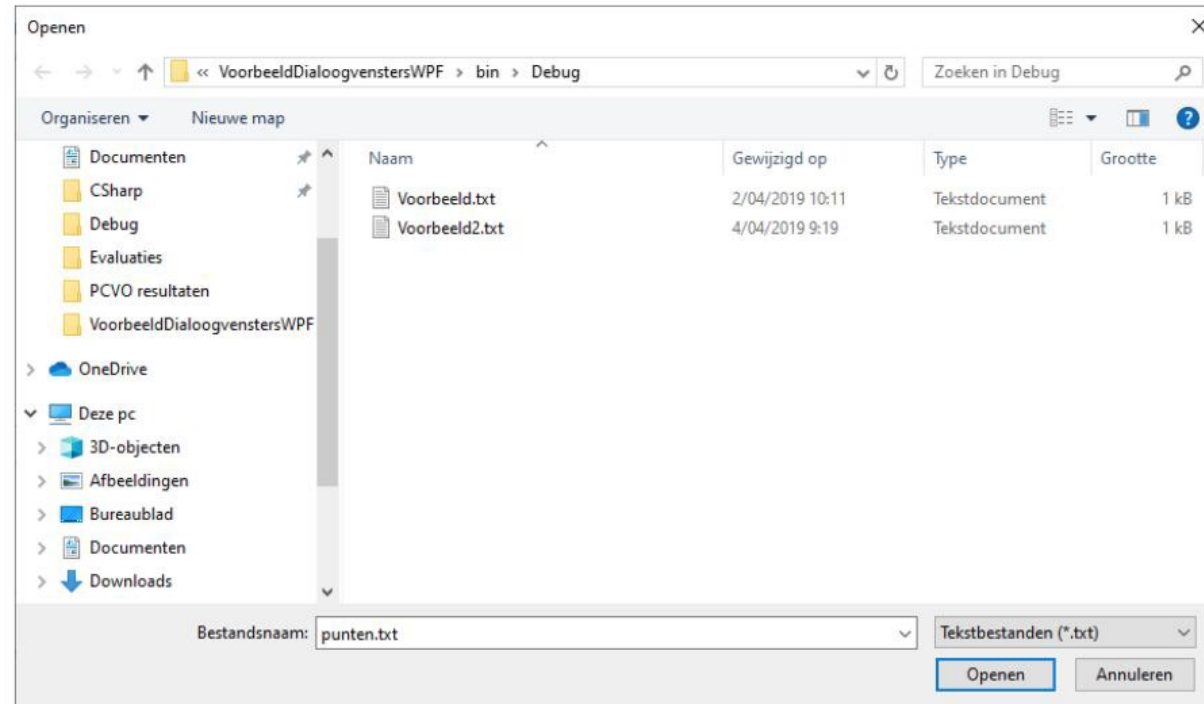 Openen
« VoorbeeldDialoogvenstersWPF > bin > Debug
Zoeken in Debug
Organiseren
Nieuwe map
Documenten
CSharp
Debug
Evaluaties
PCVO resultaten
VoorbeeldDialoogvenstersWPF
OneDrive
Deze pc
3D-objecten
Afbeeldingen
Bureaublad
Documenten
Downloads
Naam Gewijzigd op Type Grootte
Voorbeeld.txt 2/04/2019 10:11 Tekstdocument 1 kB
Voorbeeld2.txt 4/04/2019 9:19 Tekstdocument 1 kB
Bestandsnaam: punten.txt
Tekstbestanden (*.txt)
Openen
Annuleren